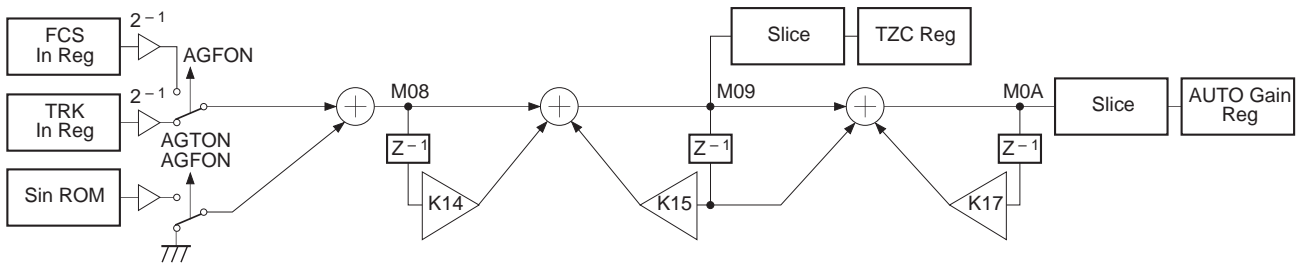 FCS
In Reg
2⁻¹
AGFON
TRK
In Reg
2⁻¹
AGTON
AGFON
Sin ROM
M08
Z⁻¹
K14
Slice
TZC Reg
M09
Z⁻¹
K15
M0A
Z⁻¹
K17
Slice
AUTO Gain
Reg